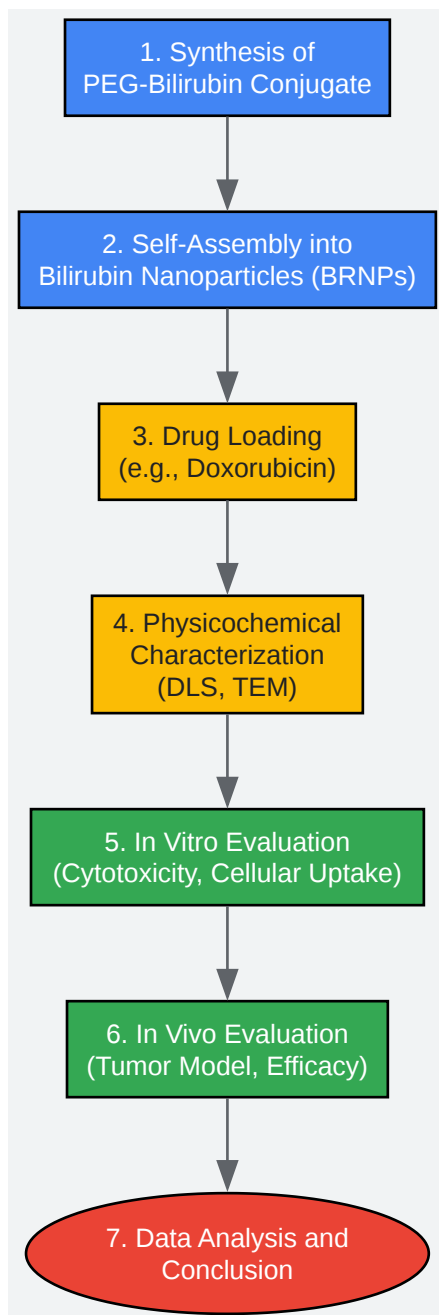 1. Synthesis of
PEG-Bilirubin Conjugate
2. Self-Assembly into
Bilirubin Nanoparticles (BRNPs)
3. Drug Loading
(e.g., Doxorubicin)
4. Physicochemical
Characterization
(DLS, TEM)
5. In Vitro Evaluation
(Cytotoxicity, Cellular Uptake)
6. In Vivo Evaluation
(Tumor Model, Efficacy)
7. Data Analysis and
Conclusion